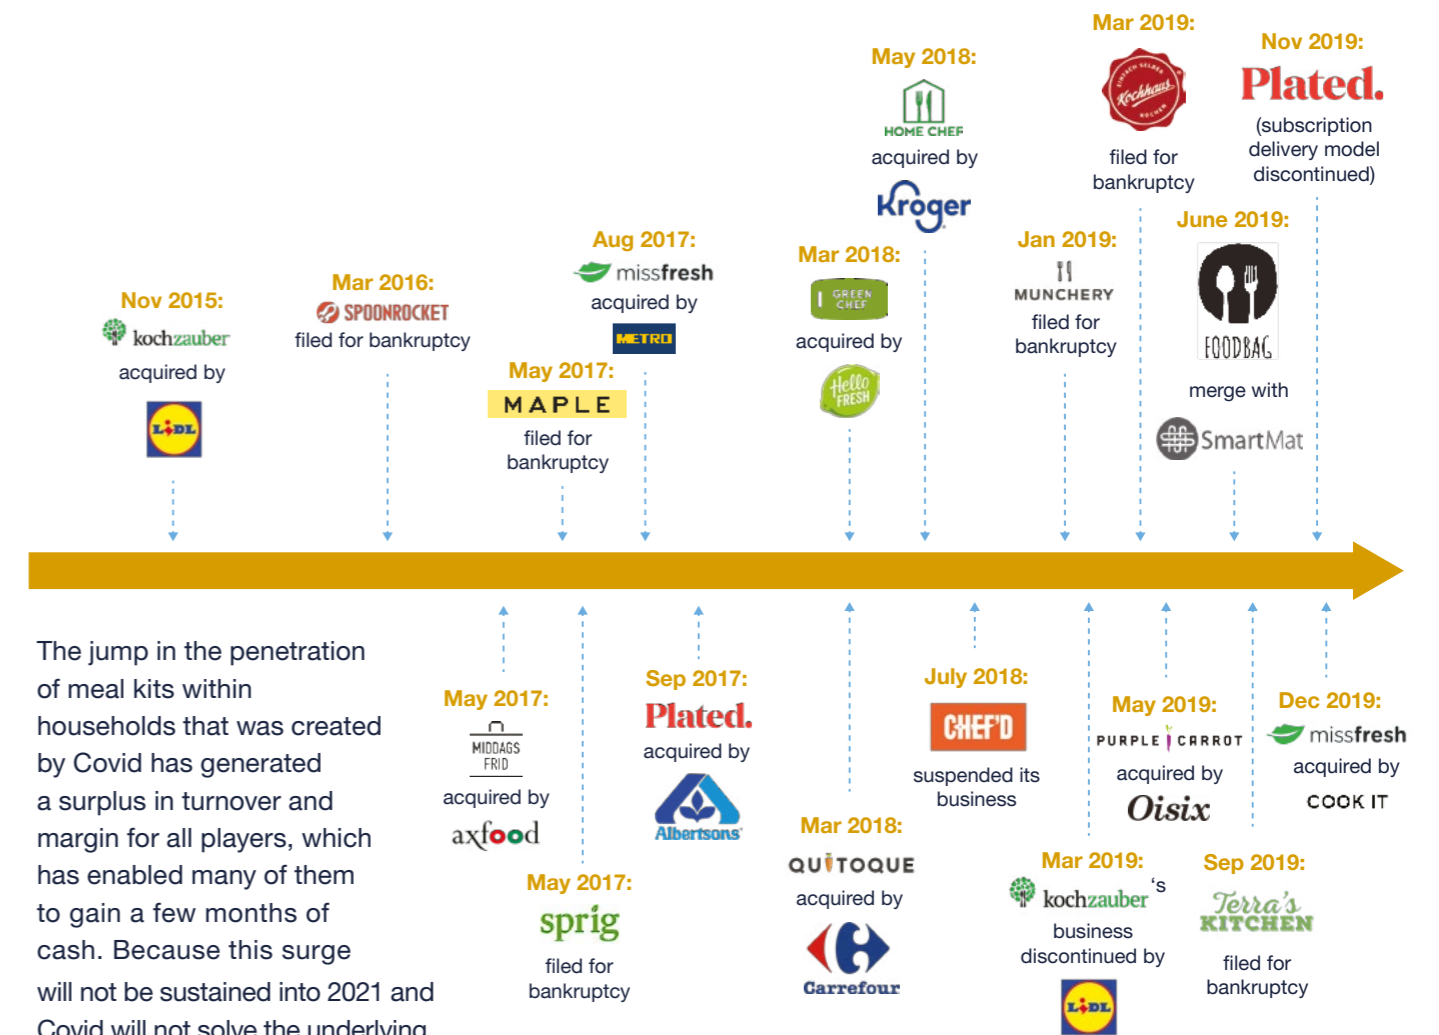 Nov 2015:
kochzauber
acquired by
LIDL
Mar 2016:
SPOONROCKET
filed for bankruptcy
May 2017:
MAPLE
filed for
bankruptcy
Aug 2017:
missfresh
acquired by
METRO
Mar 2018:
GREEN
CHEF
acquired by
Hello
FRESH
May 2018:
HOME CHEF
acquired by
Kroger
Jan 2019:
MUNCHERY
filed for
bankruptcy
Mar 2019:
EINFACH SELBER
Kochhaus
KOCHEN
filed for
bankruptcy
June 2019:
FOODBAG
merge with
SmartMat
Nov 2019:
Plated.
(subscription
delivery model
discontinued)
The jump in the penetration
of meal kits within
households that was created
by Covid has generated
a surplus in turnover and
margin for all players, which
has enabled many of them
to gain a few months of
cash. Because this surge
will not be sustained into 2021 and
Covid will not solve the underlying
May 2017:
MIDDAGS
FRID
acquired by
axfood
May 2017:
sprig
filed for
bankruptcy
Sep 2017:
Plated.
acquired by
Albertsons
Mar 2018:
QUITOQUE
acquired by
Carrefour
July 2018:
CHEF'D
suspended its
business
Mar 2019:
kochzauber 's
business
discontinued by
LIDL
May 2019:
PURPLE CARROT
acquired by
Oisix
Sep 2019:
Terra's
KITCHEN
filed for
bankruptcy
Dec 2019:
missfresh
acquired by
COOK IT